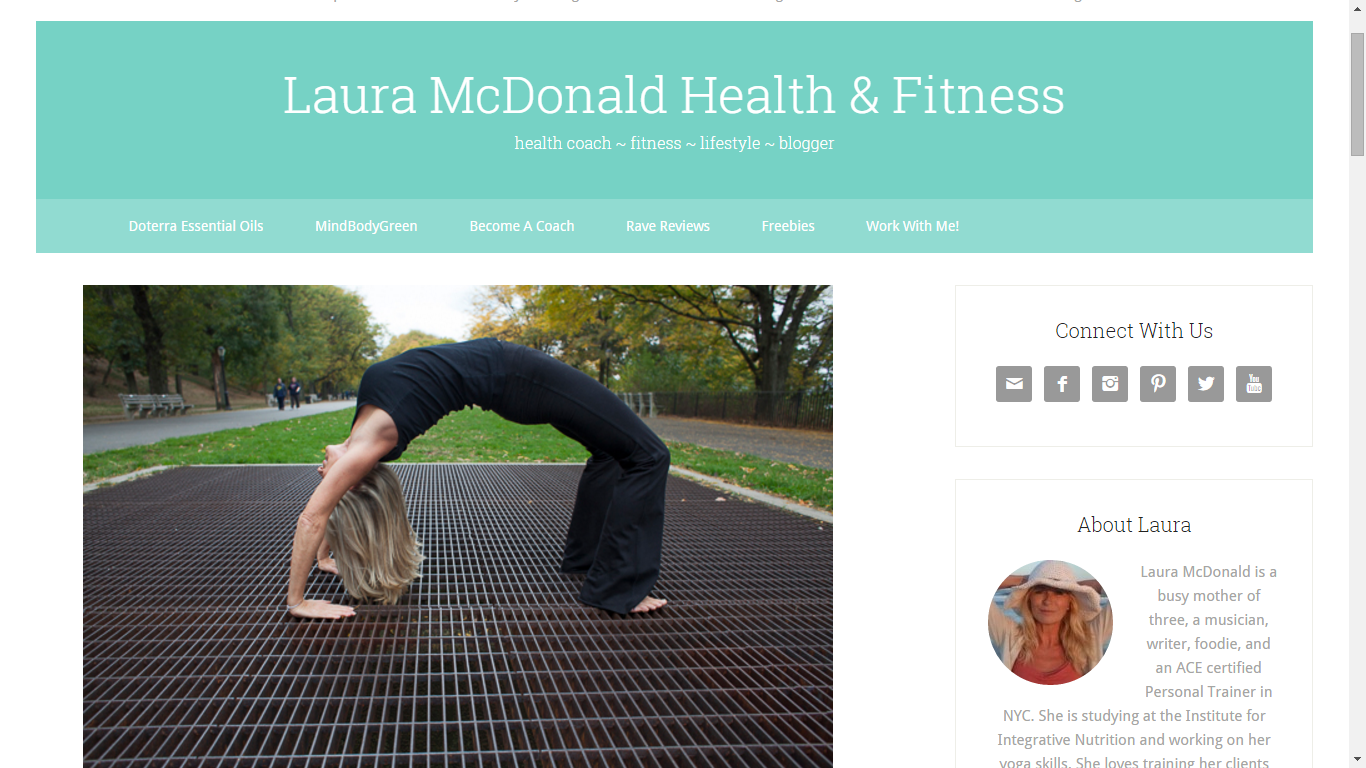 Laura McDonald Health & Fitness
health coach ~ fitness ~ lifestyle ~ blogger
Doterra Essential Oils MindBodyGreen Become A Coach Rave Reviews Freebies Work With Me!
Connect With Us
You
Tube
About Laura
Laura McDonald is a
busy mother of
three, a musician,
writer, foodie, and
an ACE certified
Personal Trainer in
NYC. She is studying at the Institute for
Integrative Nutrition and working on her
yoga skills. She loves training her clients